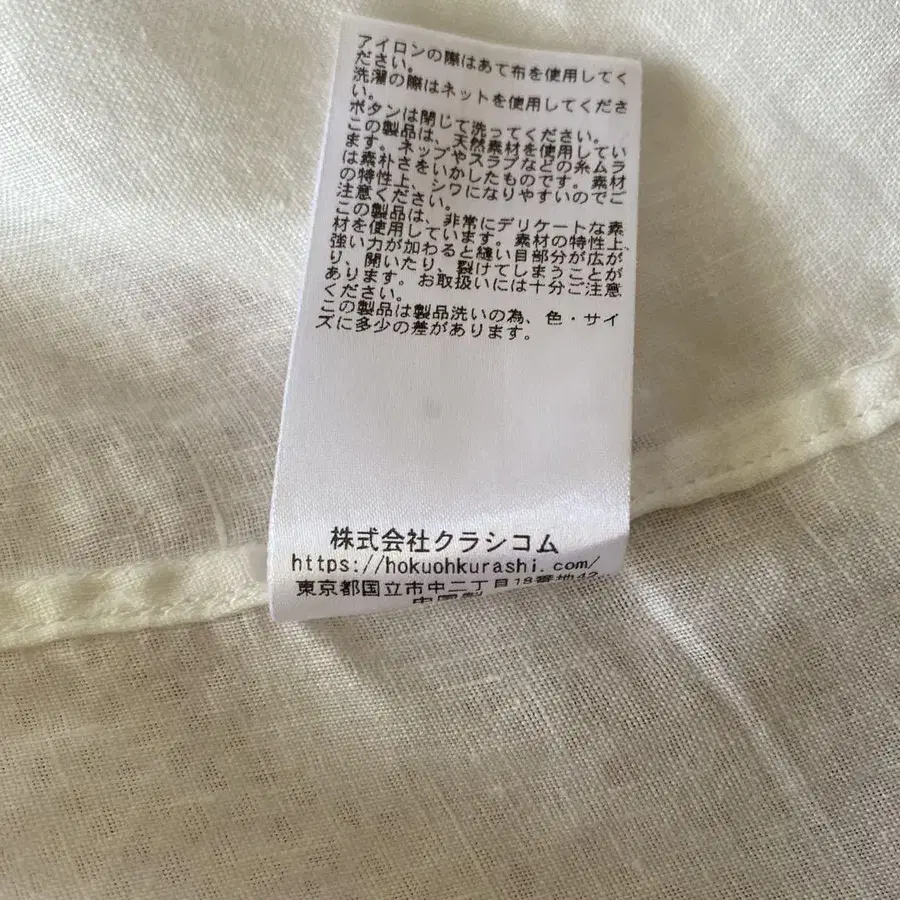 アイロンの際はあて布を使用してく
ださい。
洗濯の際はネットを使用してくださ
い。
ボタンは閉じて洗ってください。
この製品は、天然素材を使用してい
ます。ネップやスラブなどの糸ムラ
は素朴さをいかしたものです。素材
の特性上、シワになりやすいのでご
注意ください。
この製品は、非常にデリケートな素
材を使用しています。素材の特性上、
強い力が加わると縫い目部分が広が
り、開いたり、裂けてしまうことが
あります。お取扱いには十分ご注意
ください。
この製品は製品洗いの為、色・サイ
ズに多少の差があります。
株式会社クラシコム
https://hokuohkurashi.com/
東京都国立市中二丁目18番地42
中国製